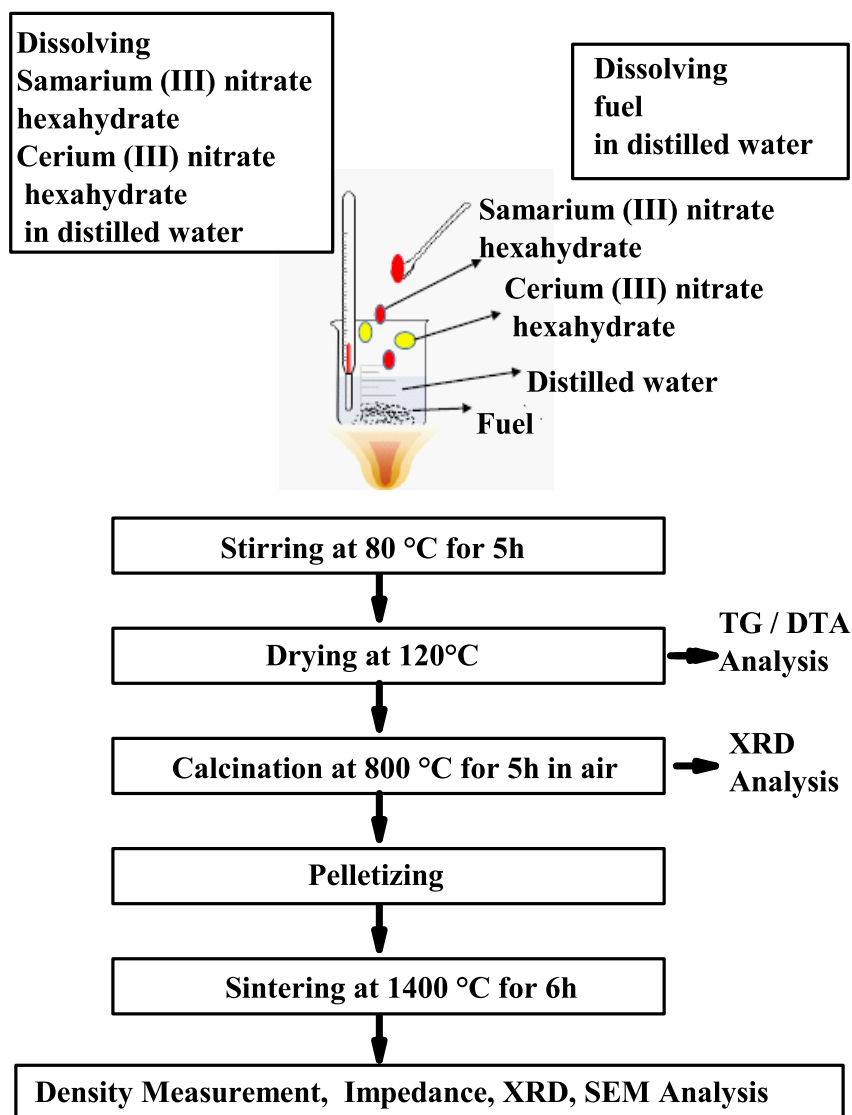 Dissolving
Samarium (III) nitrate
hexahydrate
Cerium (III) nitrate
hexahydrate
in distilled water
Dissolving
fuel
in distilled water
Samarium (III) nitrate
hexahydrate
Cerium (III) nitrate
hexahydrate
Distilled water
Fuel
Stirring at 80 °C for 5h
Drying at 120°C
TG / DTA
Analysis
Calcination at 800 °C for 5h in air
XRD
Analysis
Pelletizing
Sintering at 1400 °C for 6h
Density Measurement, Impedance, XRD, SEM Analysis